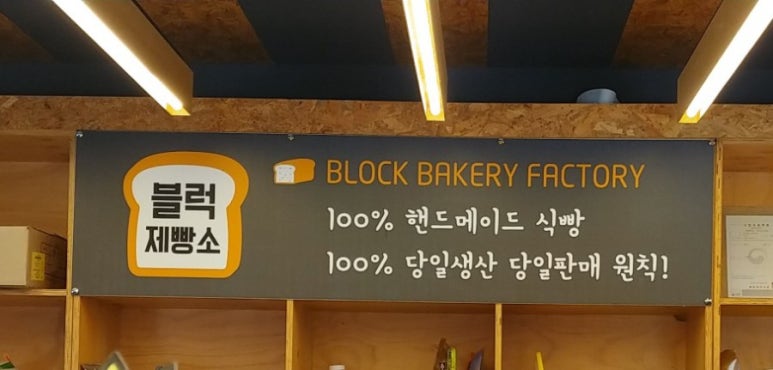 블럭
제빵소
BLOCK BAKERY FACTORY
100% 핸드메이드 식빵
100% 당일생산 당일판매 원칙!